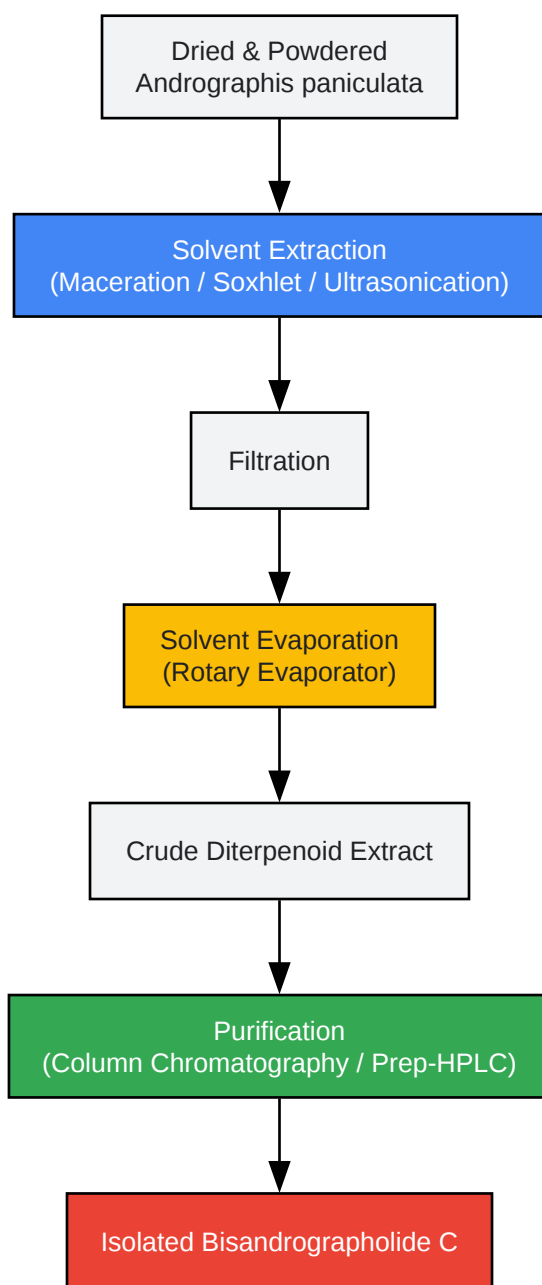 Dried & Powdered
Andrographis paniculata
Solvent Extraction
(Maceration / Soxhlet / Ultrasonication)
Filtration
Solvent Evaporation
(Rotary Evaporator)
Crude Diterpenoid Extract
Purification
(Column Chromatography / Prep-HPLC)
Isolated Bisandrographolide C